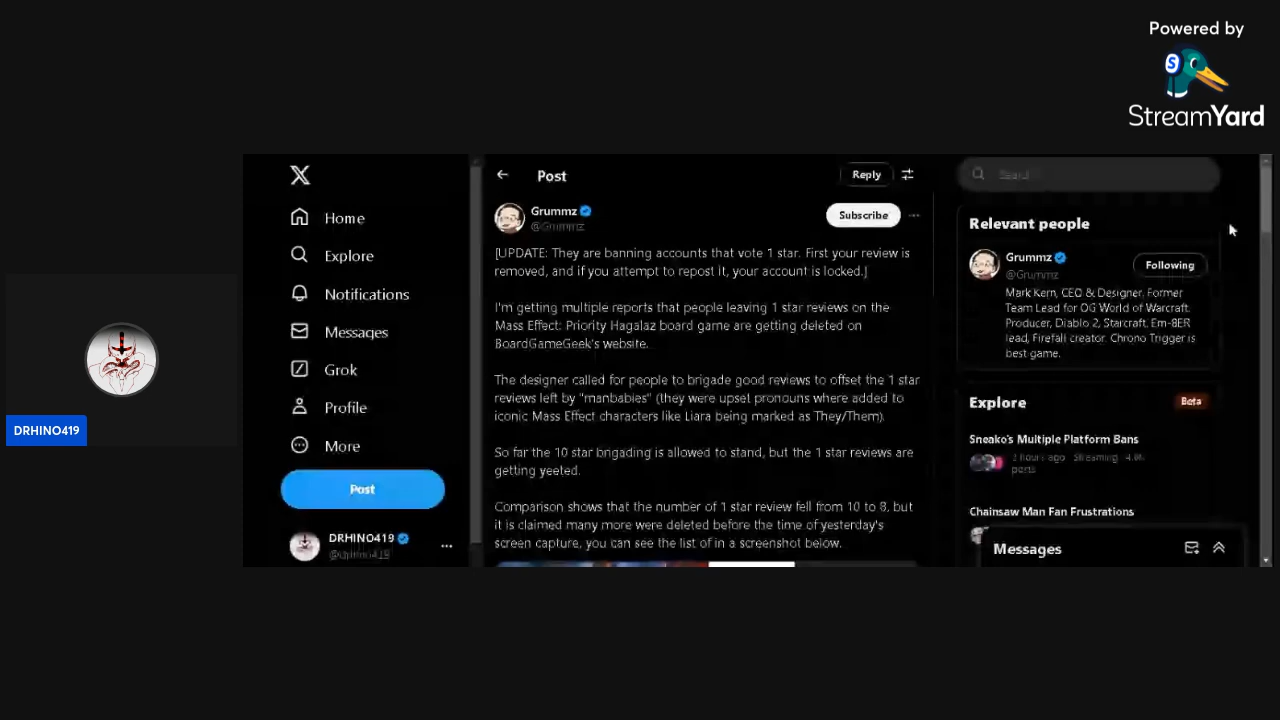 Powered by
StreamYard
DRHINO419
Home
Explore
Notifications
Messages
Grok
Profile
More
Post
DRHINO419
@drhino419
Post
Reply
Grummz
@Grummz
Subscribe
[UPDATE: They are banning accounts that vote 1 star. First your review is
removed, and if you attempt to repost it, your account is locked.]
I'm getting multiple reports that people leaving 1 star reviews on the
Mass Effect: Priority Hagalaz board game are getting deleted on
BoardGameGeek's website.
The designer called for people to brigade good reviews to offset the 1 star
reviews left by "manbabies" (they were upset pronouns where added to
iconic Mass Effect characters like Liara being marked as They/Them).
So far the 10 star brigading is allowed to stand, but the 1 star reviews are
getting yeeted.
Comparison shows that the number of 1 star review fell from 10 to 8, but
it is claimed many more were deleted before the time of yesterday's
screen capture, you can see the list of in a screenshot below.
Search
Relevant people
Grummz
@Grummz
Following
Mark Kern, CEO & Designer. Former
Team Lead for OG World of Warcraft.
Producer, Diablo 2, Starcraft, Em-8ER
lead, Firefall creator. Chrono Trigger is
best game.
Explore
Beta
Sneako's Multiple Platform Bans
hours ago Streaming
posts
Chainsaw Man Fan Frustrations
Messages